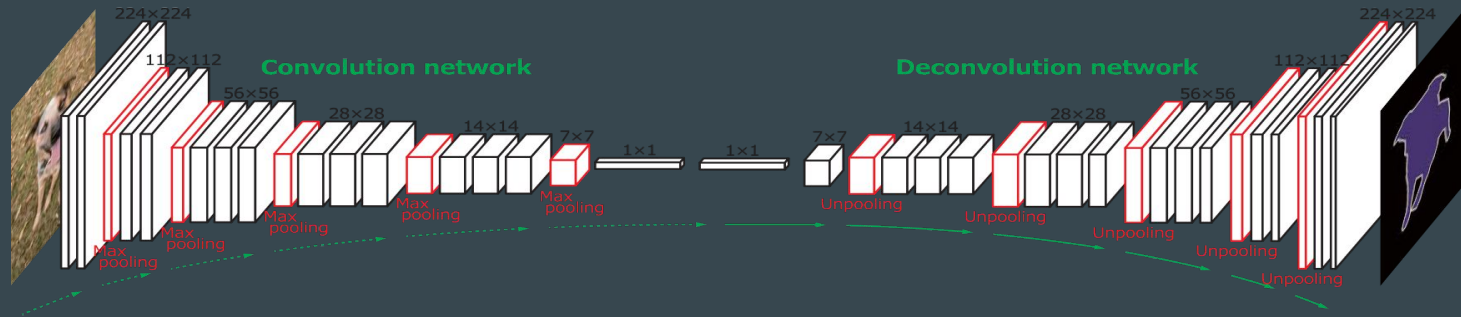 224×224
112×112
56×56
28×28
14×14
7×7
1×1
1×1
7×7
14×14
28×28
56×56
112×112
224×224
Convolution network
Deconvolution network
Max
pooling
Max
pooling
Max
pooling
Max
pooling
Max
pooling
Unpooling
Unpooling
Unpooling
Unpooling
Unpooling